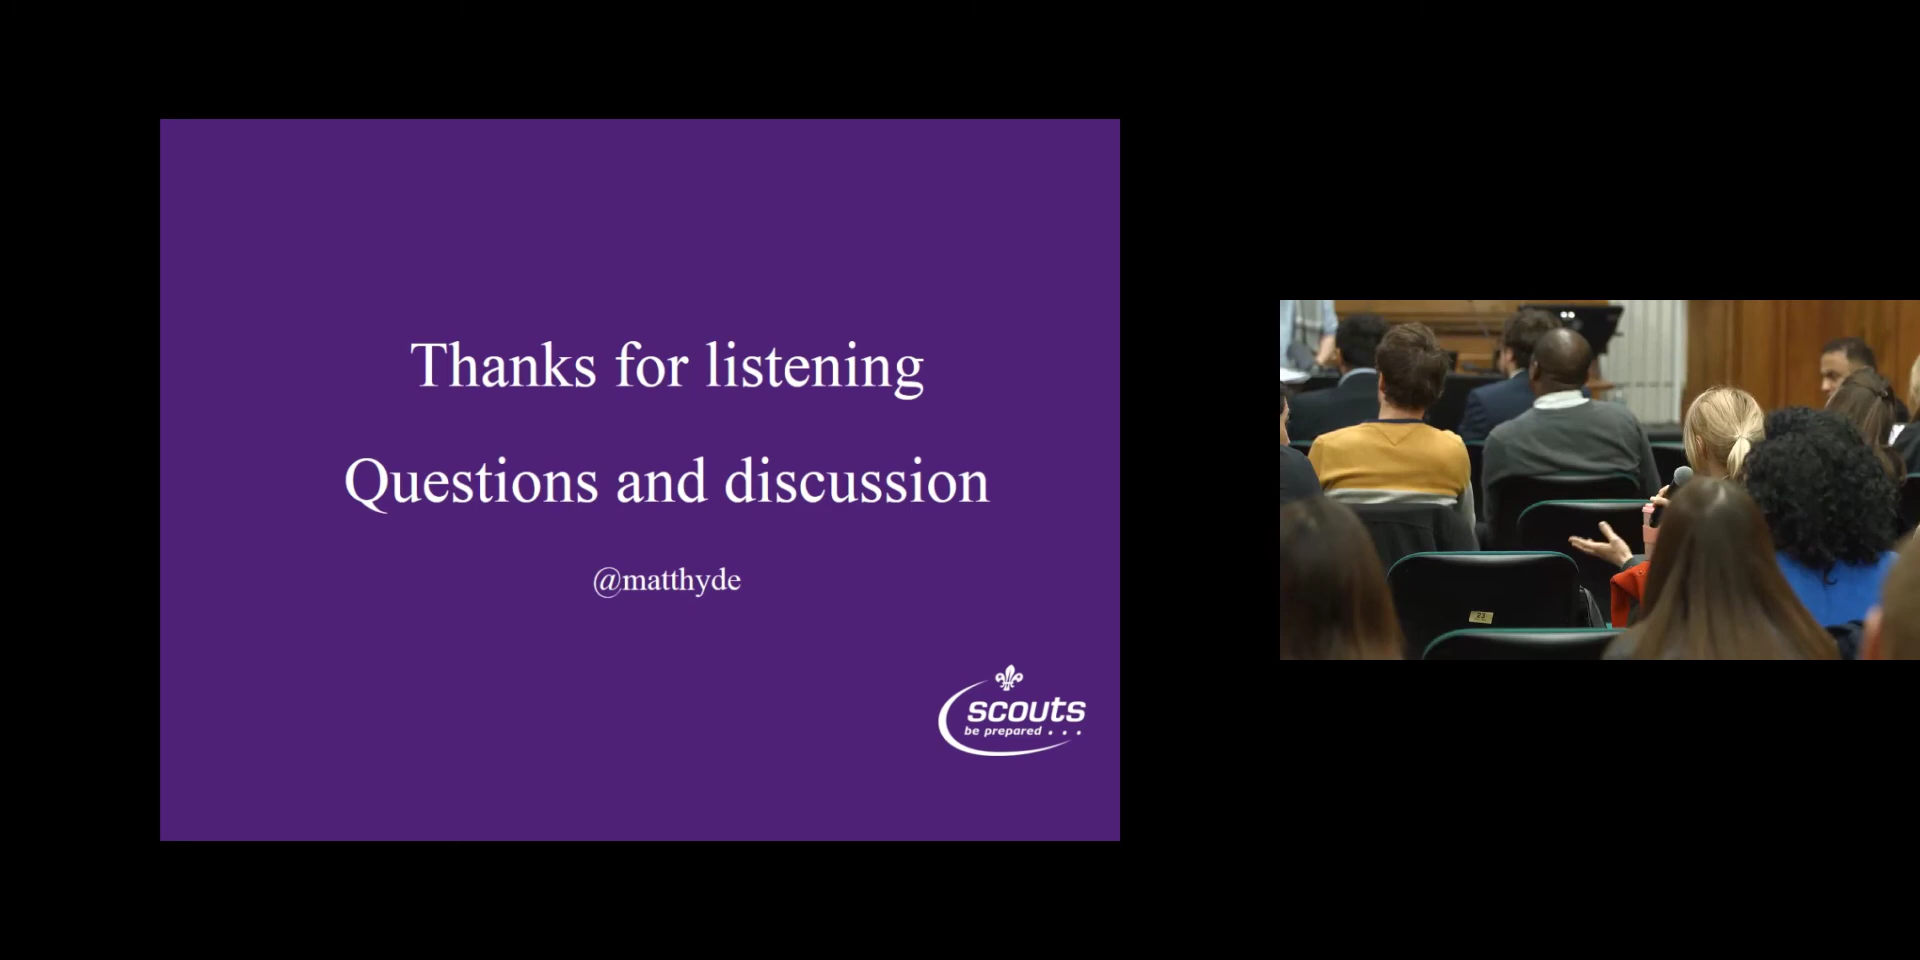 Thanks for listening
Questions and discussion
@matthyde
scouts
be prepared . . .